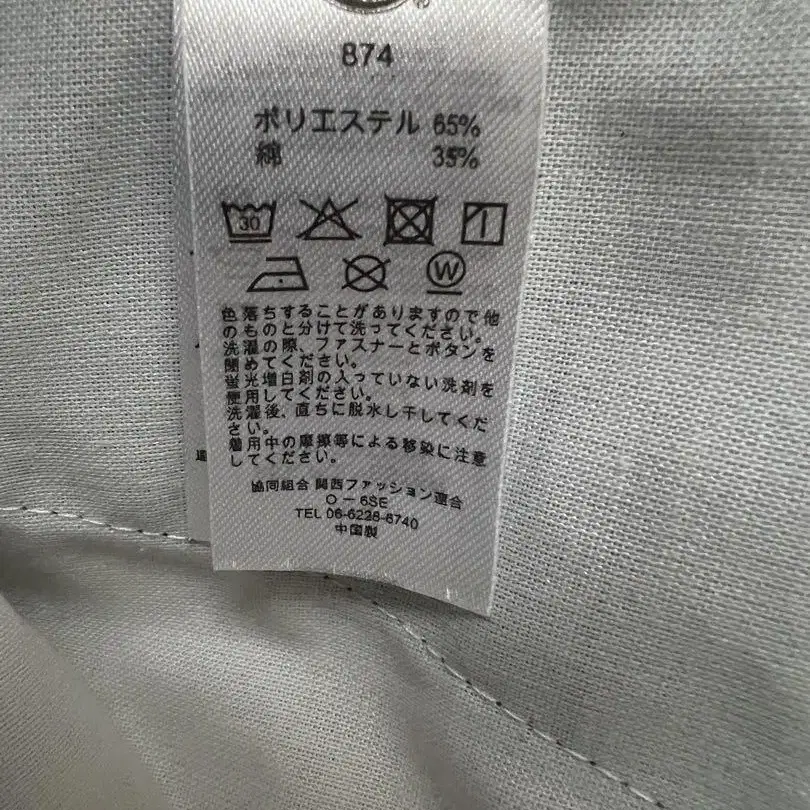 874
ポリエステル 65%
綿 35%
30
W
色落ちすることがありますので他
のものと分けて洗ってください。
洗濯の際、ファスナーとボタンを
閉めてください。
蛍光増白剤の入っていない洗剤を
使用してください。
洗濯後、直ちに脱水し干してくだ
さい。
着用中の摩擦等による移染に注意
してください。
協同組合 関西ファッション連合
O－6SE
TEL 06-6228-6740
中国製